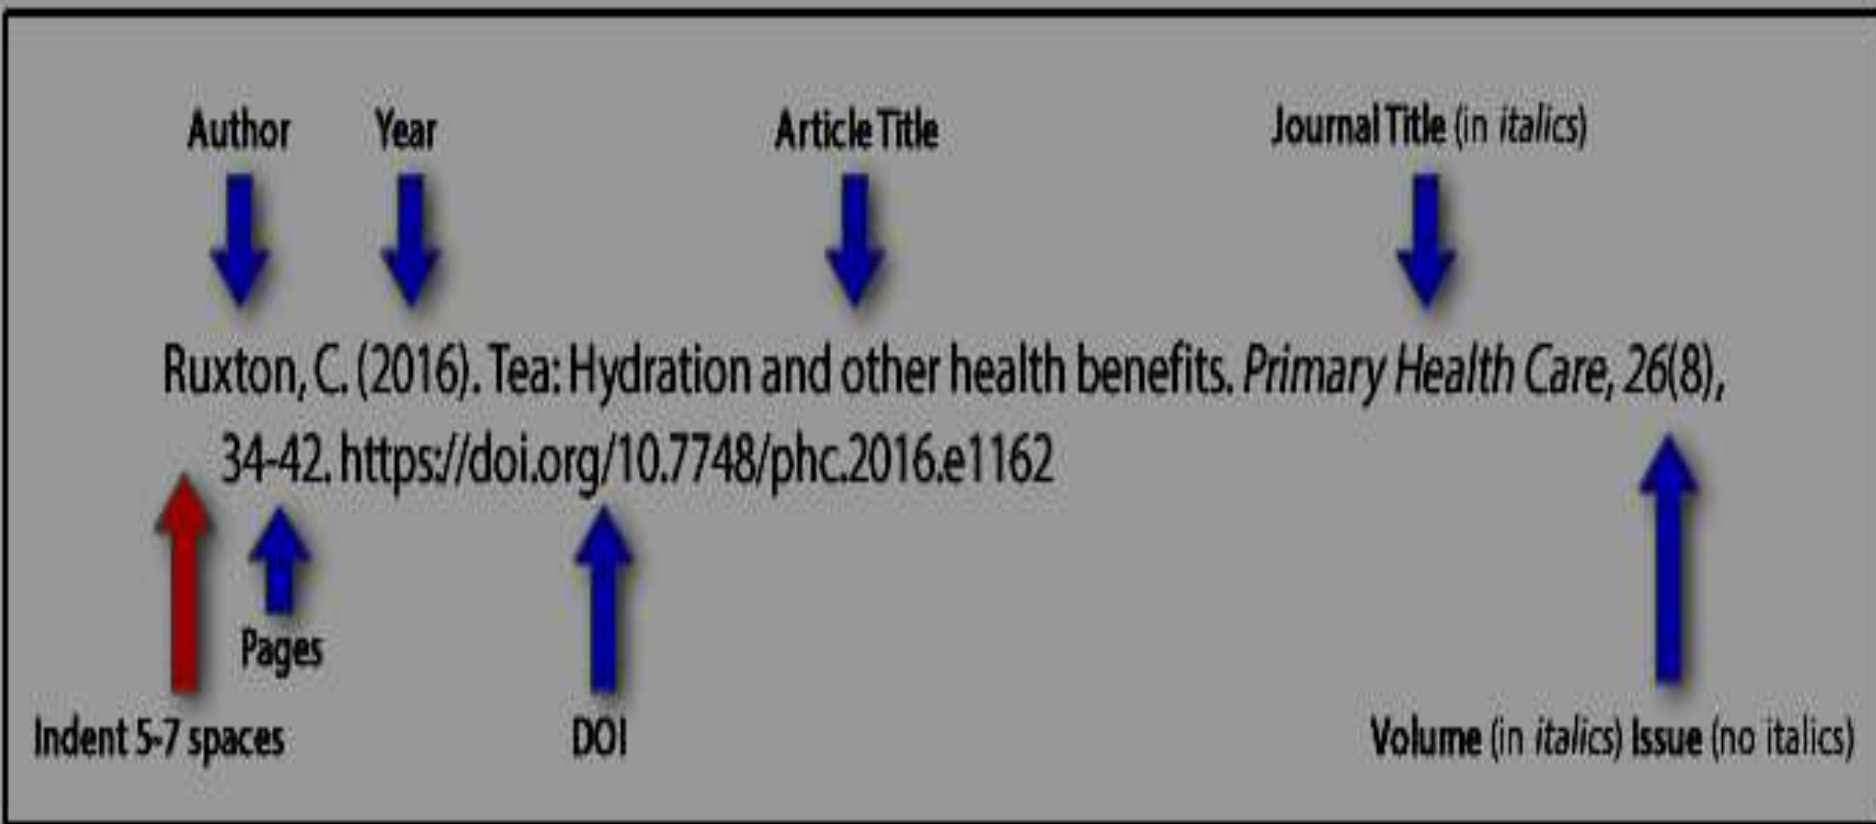 Author Year Article Title Journal Title (in italics)
Ruxton, C. (2016). Tea: Hydration and other health benefits. Primary Health Care, 26(8),
34-42. https://doi.org/10.7748/phc.2016.e1162
Pages
Indent 5-7 spaces DOI Volume (in italics) Issue (no italics)